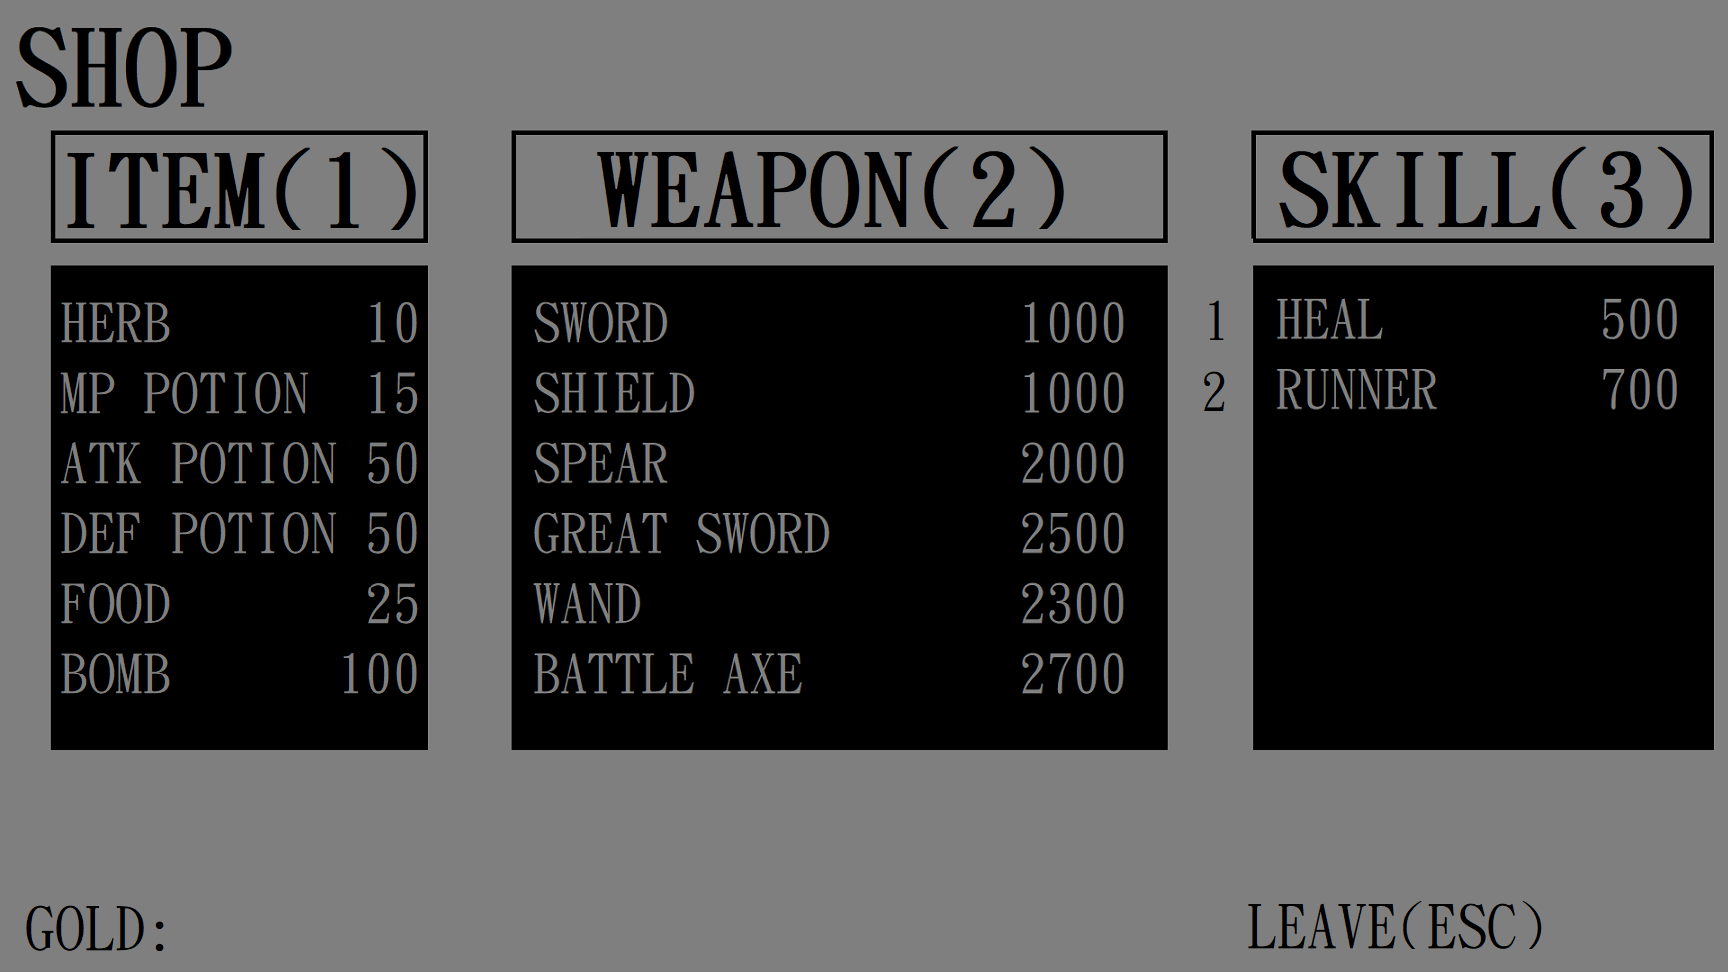 SHOP
ITEM(1)
HERB 10
MP POTION 15
ATK POTION 50
DEF POTION 50
FOOD 25
BOMB 100
WEAPON(2)
SWORD 1000
SHIELD 1000
SPEAR 2000
GREAT SWORD 2500
WAND 2300
BATTLE AXE 2700
SKILL(3)
1 HEAL 500
2 RUNNER 700
GOLD:
LEAVE(ESC)